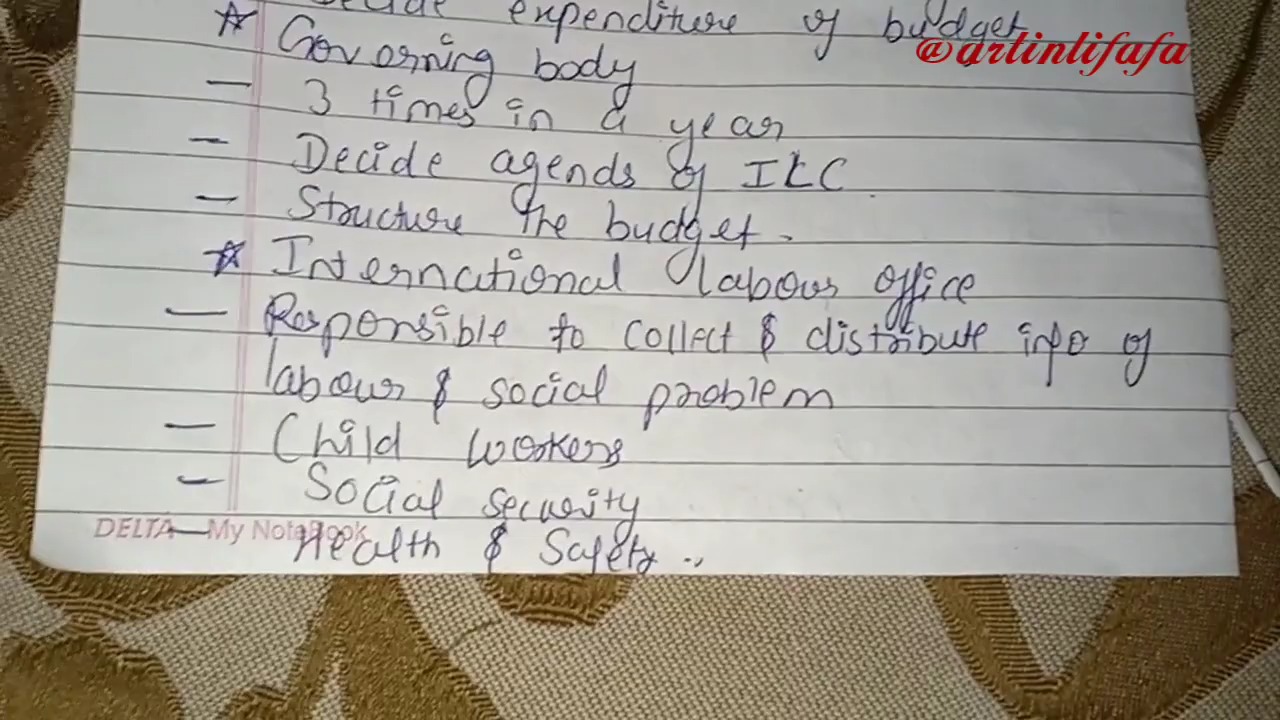 Decide expenditure of budget
@artinlifafa
☆ Governing body
— 3 times in a year
— Decide agends of ILC
— Structure the budget.
☆ International labour office
— Responsible to collect & distribute info of
labour & social problem
— Child workers
— Social security
DELTA My NoteBook
— Health & Safety..